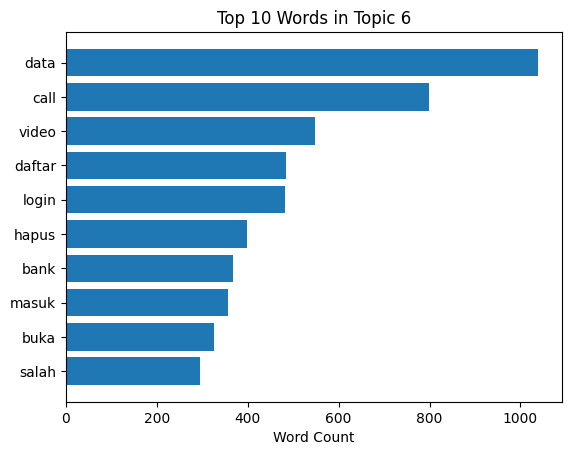 Top 10 Words in Topic 6
data
call
video
daftar
login
hapus
bank
masuk
buka
salah
0 200 400 600 800 1000
Word Count